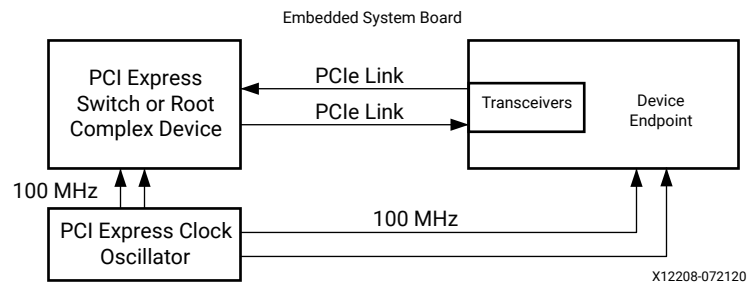 Embedded System Board
PCI Express
Switch or Root
Complex Device
PCIe Link
PCIe Link
Transceivers
Device
Endpoint
100 MHz
PCI Express Clock
Oscillator
100 MHz
X12208-072120